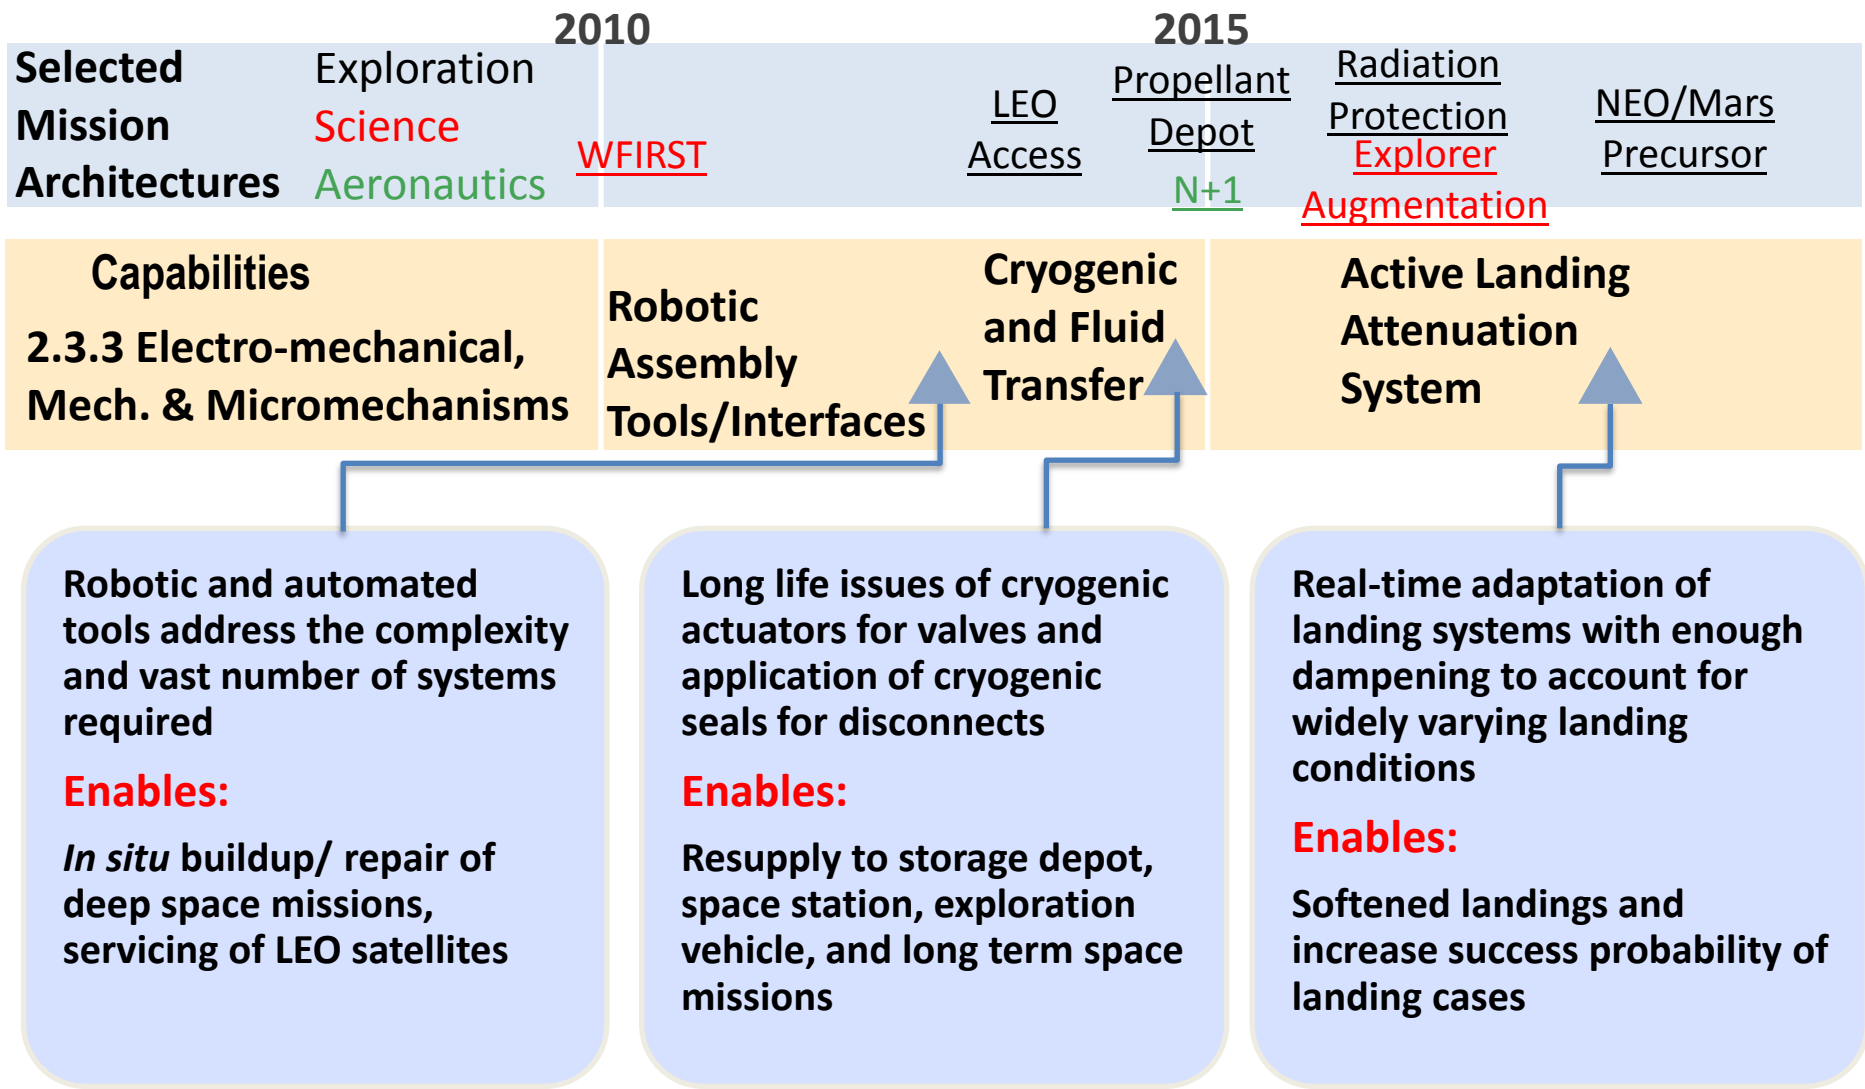 2010
2015
Selected
Mission
Architectures
Exploration
Science
Aeronautics
WFIRST
LEO
Access
Propellant
Depot
N+1
Radiation
Protection
Explorer
Augmentation
NEO/Mars
Precursor
Capabilities
2.3.3 Electro-mechanical,
Mech. & Micromechanisms
Robotic
Assembly
Tools/Interfaces
Cryogenic
and Fluid
Transfer
Active Landing
Attenuation
System
Robotic and automated
tools address the complexity
and vast number of systems
required
Enables:
In situ buildup/ repair of
deep space missions,
servicing of LEO satellites
Long life issues of cryogenic
actuators for valves and
application of cryogenic
seals for disconnects
Enables:
Resupply to storage depot,
space station, exploration
vehicle, and long term space
missions
Real-time adaptation of
landing systems with enough
dampening to account for
widely varying landing
conditions
Enables:
Softened landings and
increase success probability of
landing cases